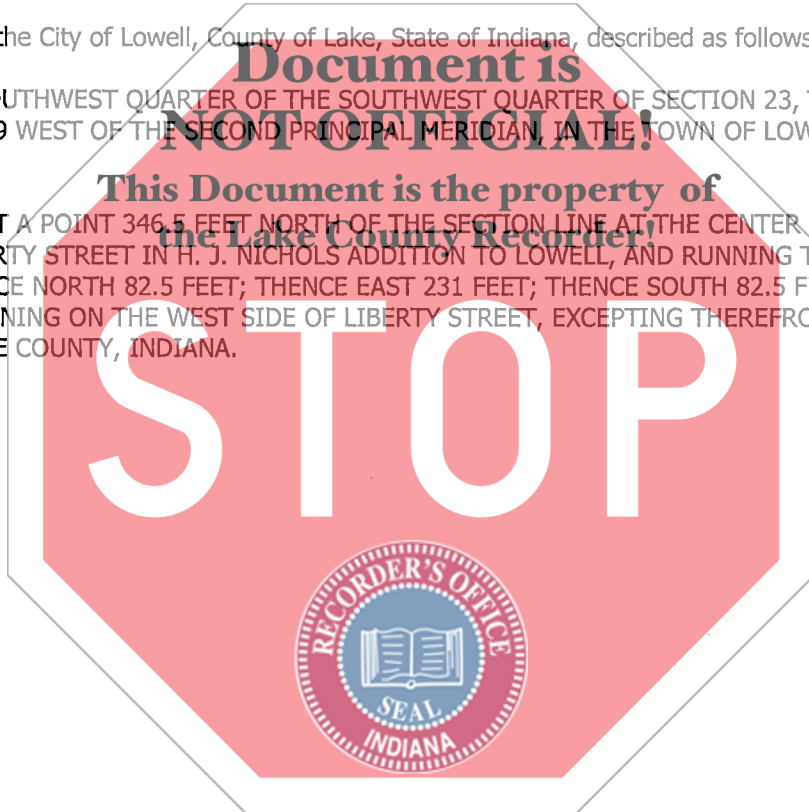 the City of Lowell, County of Lake, State of Indiana, described as follows
Document is
UTHWEST QUARTER OF THE SOUTHWEST QUARTER OF SECTION 23,
9 WEST OF THE SECOND PRINCIPAL MERIDIAN, IN THE TOWN OF LOW
NOT OFFICIAL!
This Document is the property of
the Lake County Recorder!
T A POINT 346.5 FEET NORTH OF THE SECTION LINE AT THE CENTER
RTY STREET IN H. J. NICHOLS ADDITION TO LOWELL, AND RUNNING T
CE NORTH 82.5 FEET; THENCE EAST 231 FEET; THENCE SOUTH 82.5 F
NING ON THE WEST SIDE OF LIBERTY STREET, EXCEPTING THEREFRO
E COUNTY, INDIANA.
STOP
RECORDER'S OFFICE
SEAL
INDIANA